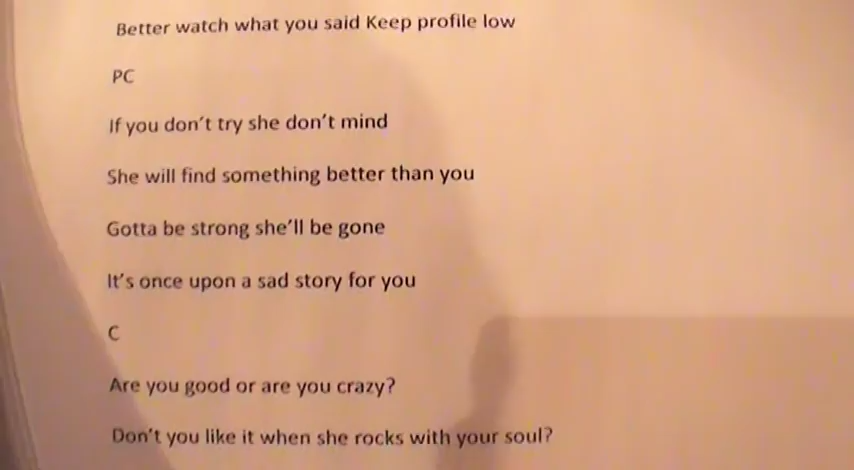 Better watch what you said Keep profile low
PC
If you don't try she don't mind
She will find something better than you
Gotta be strong she'll be gone
It's once upon a sad story for you
C
Are you good or are you crazy?
Don't you like it when she rocks with your soul?